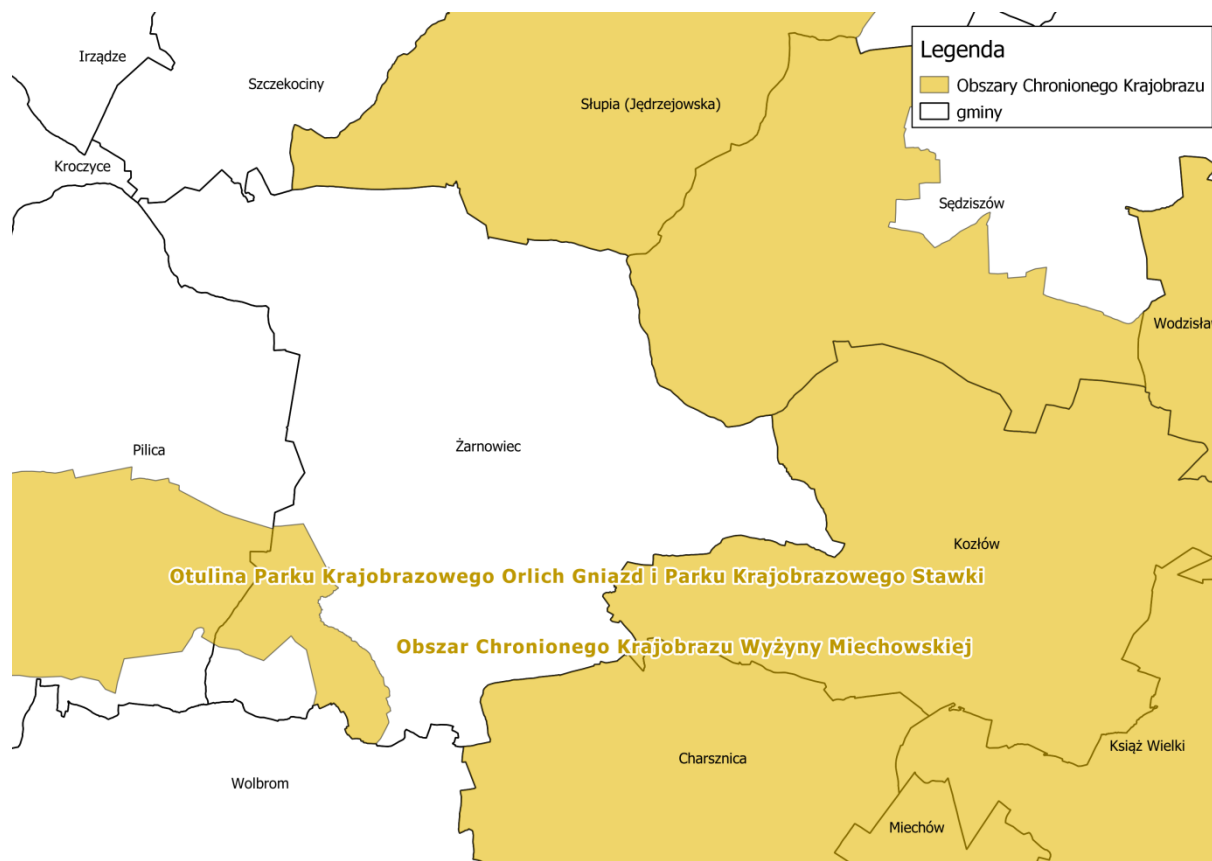 Irządze
Szczekociny
Słupia (Jędrzejowska)
Legenda
Obszary Chronionego Krajobrazu
gminy
Kroczyce
Sędziszów
Wodzisła
Pilica
Żarnowiec
Kozłów
Otulina Parku Krajobrazowego Orlich Gniazd i Parku Krajobrazowego Stawki
Obszar Chronionego Krajobrazu Wyżyny Miechowskiej
Książ Wielki
Charsznica
Wolbrom
Miechów